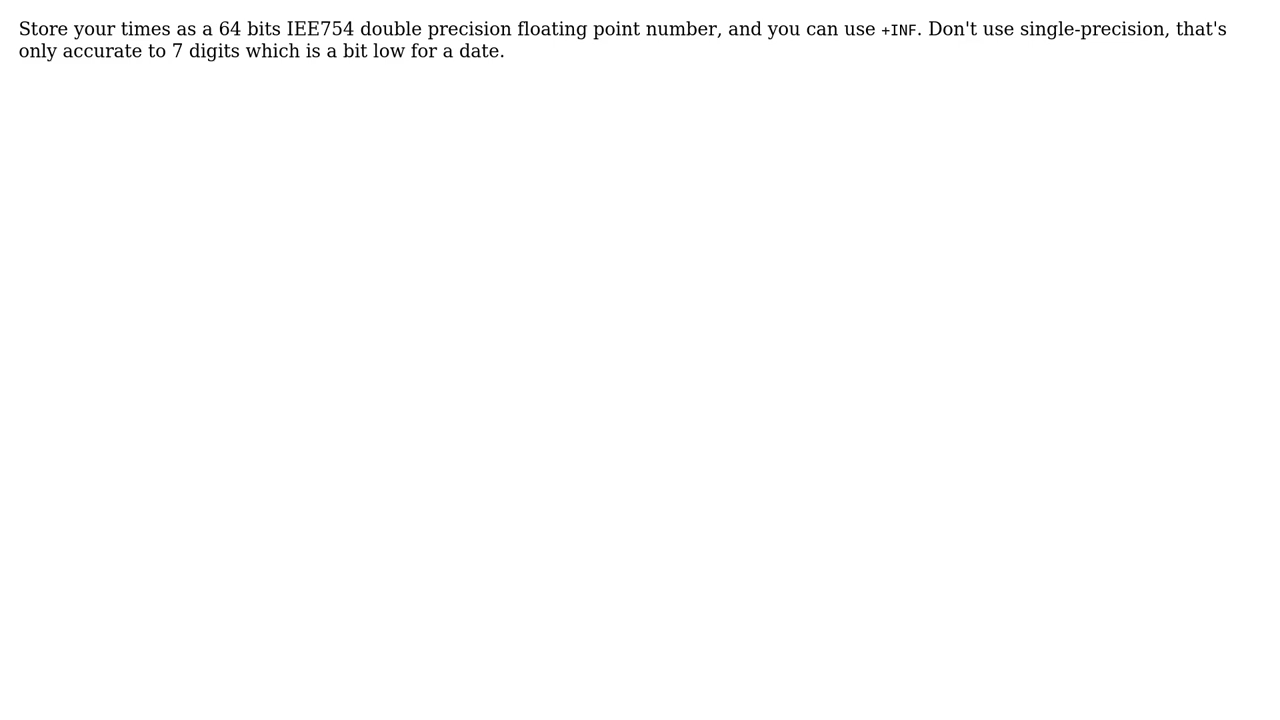 Store your times as a 64 bits IEE754 double precision floating point number, and you can use +INF. Don't use single-precision, that's
only accurate to 7 digits which is a bit low for a date.